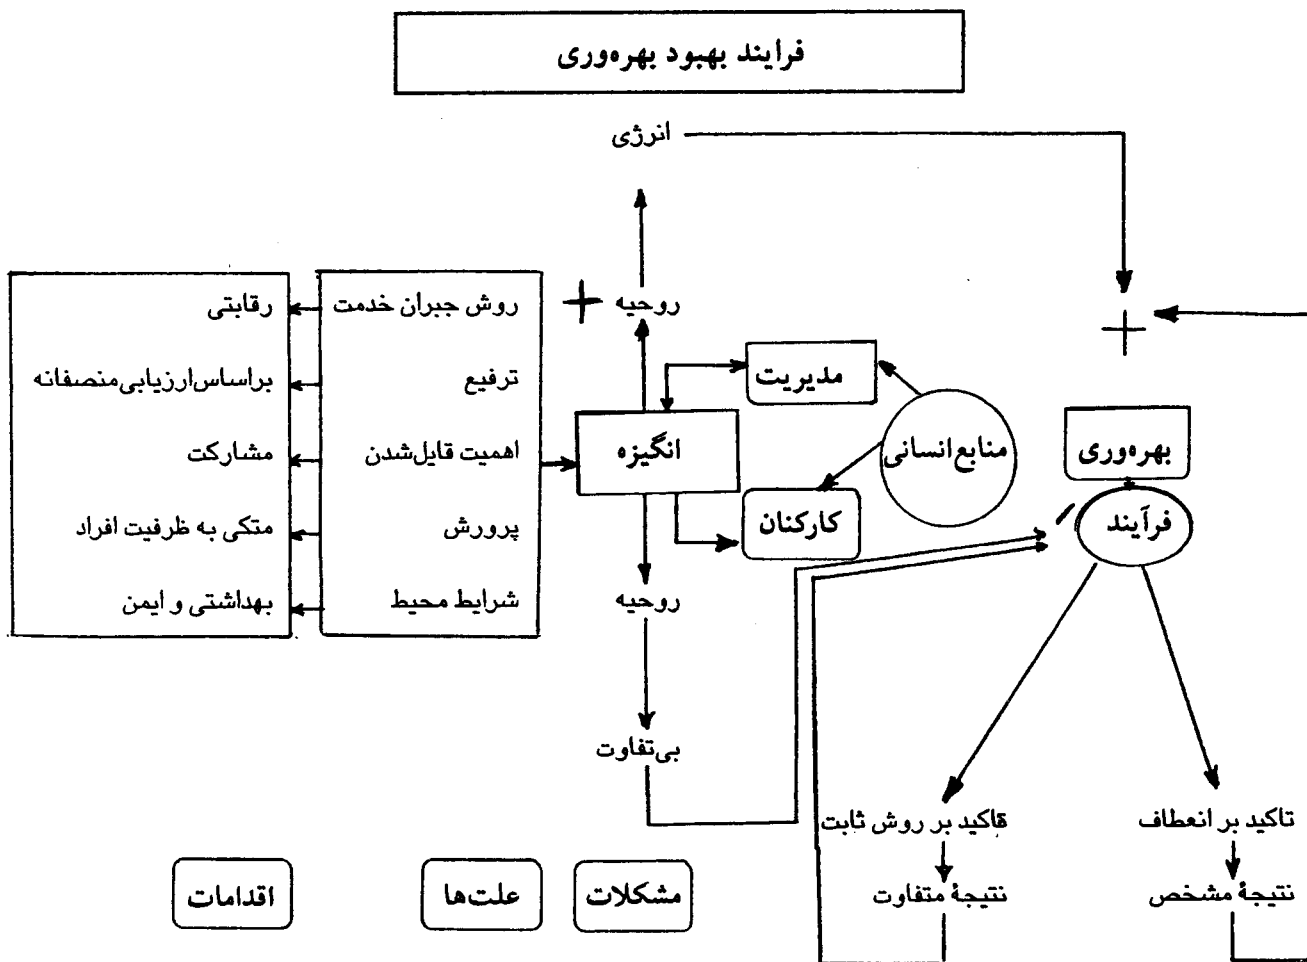 فرایند بهبود بهره‌وری
انرژی
روحیه
+
+
روش جبران خدمت
رقابتی
ترفیع
براساس ارزیابی منصفانه
اهمیت قایل‌شدن
مشارکت
پرورش
متکی به ظرفیت افراد
شرایط محیط
بهداشتی و ایمن
مدیریت
منابع انسانی
انگیزه
کارکنان
بهره‌وری
فرآیند
روحیه
بی‌تفاوت
تاکید بر انعطاف
قاکید بر روش ثابت
نتیجهٔ مشخص
نتیجهٔ متفاوت
مشکلات
علت‌ها
اقدامات